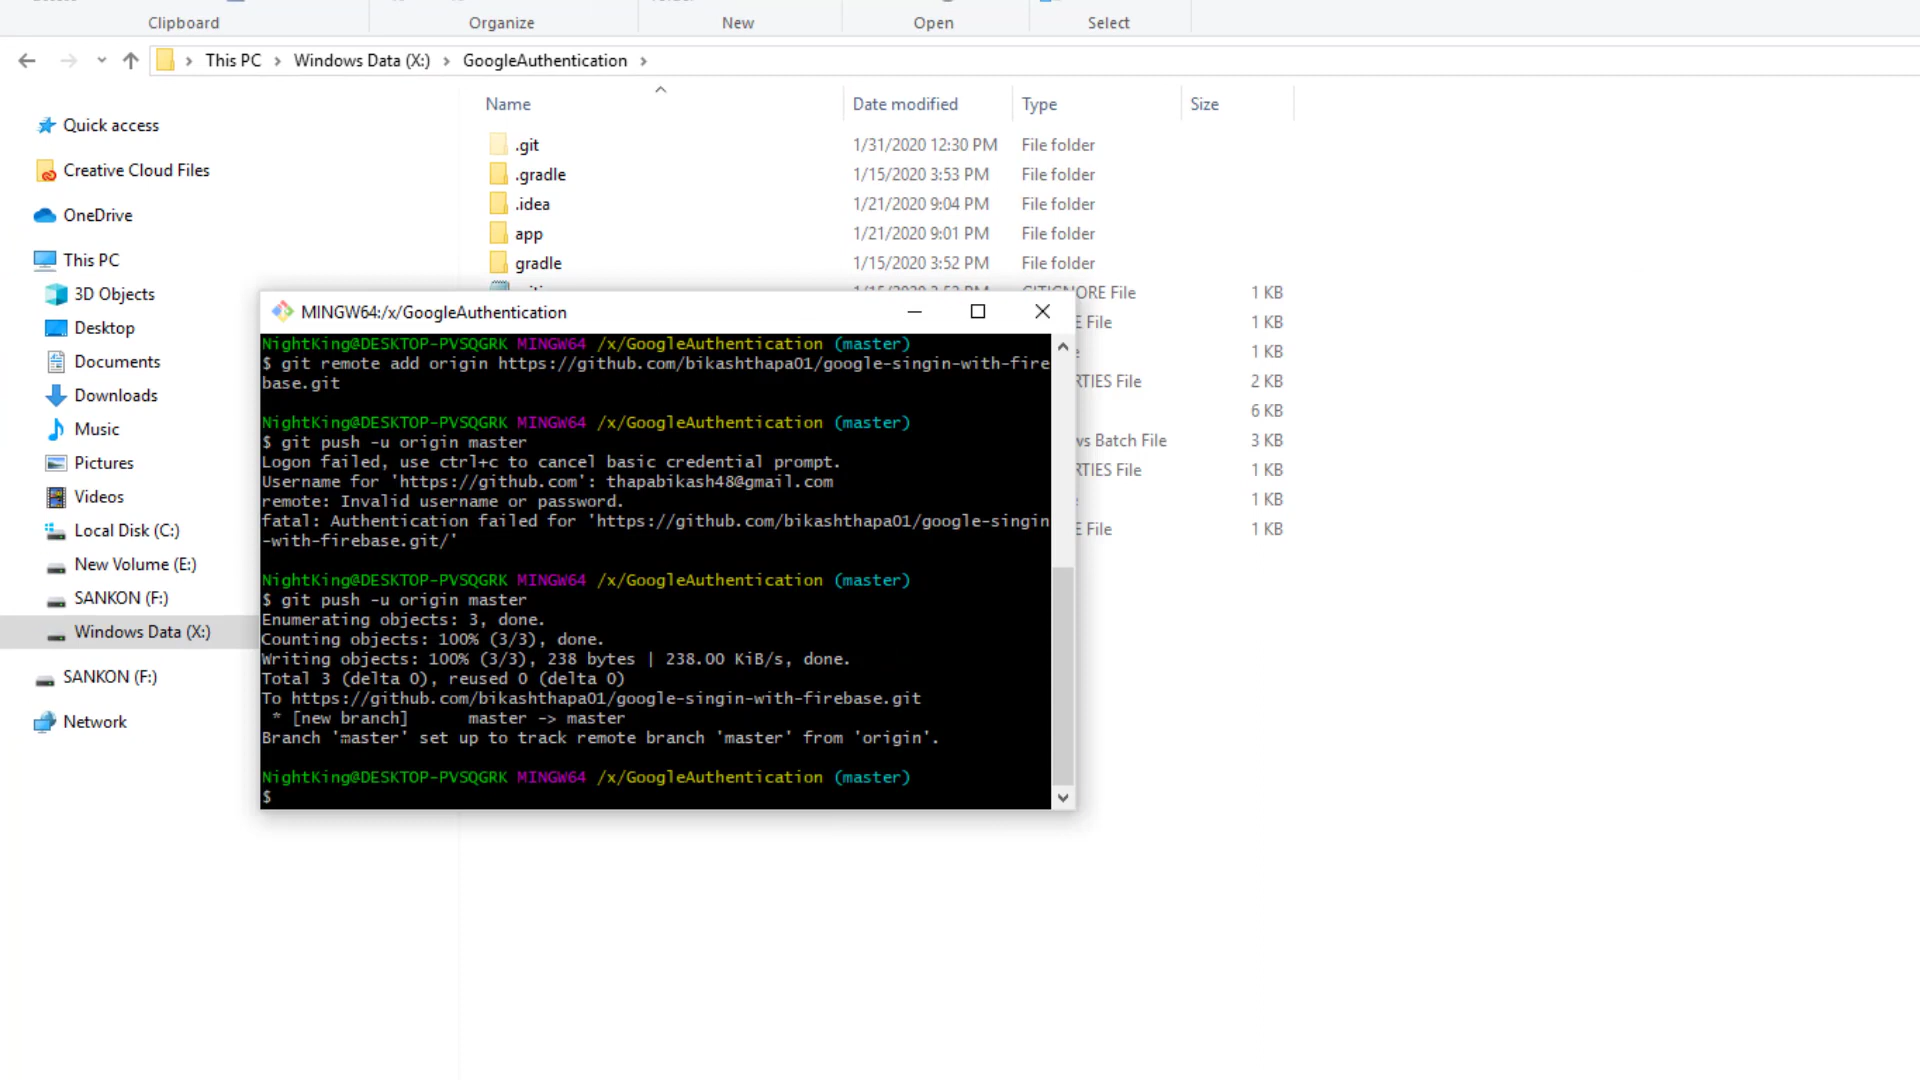 Clipboard
Organize
New
Open
Select
This PC
Windows Data (X:)
GoogleAuthentication
Name
Date modified
Type
Size
Quick access
Creative Cloud Files
OneDrive
This PC
3D Objects
Desktop
Documents
Downloads
Music
Pictures
Videos
Local Disk (C:)
New Volume (E:)
SANKON (F:)
Windows Data (X:)
SANKON (F:)
Network
.git 1/31/2020 12:30 PM File folder
.gradle 1/15/2020 3:53 PM File folder
.idea 1/21/2020 9:04 PM File folder
app 1/21/2020 9:01 PM File folder
gradle 1/15/2020 3:52 PM File folder
File 1 KB
File 1 KB
1 KB
File 2 KB
6 KB
Batch File 3 KB
File 1 KB
1 KB
File 1 KB
MINGW64:/x/GoogleAuthentication
NightKing@DESKTOP-PVSQGRK MINGW64 /x/GoogleAuthentication (master)
$ git remote add origin https://github.com/bikashthapa01/google-singin-with-fire
base.git
NightKing@DESKTOP-PVSQGRK MINGW64 /x/GoogleAuthentication (master)
$ git push -u origin master
Logon failed, use ctrl+c to cancel basic credential prompt.
Username for 'https://github.com': thapabikash48@gmail.com
remote: Invalid username or password.
fatal: Authentication failed for 'https://github.com/bikashthapa01/google-singin
-with-firebase.git/'
NightKing@DESKTOP-PVSQGRK MINGW64 /x/GoogleAuthentication (master)
$ git push -u origin master
Enumerating objects: 3, done.
Counting objects: 100% (3/3), done.
Writing objects: 100% (3/3), 238 bytes | 238.00 KiB/s, done.
Total 3 (delta 0), reused 0 (delta 0)
To https://github.com/bikashthapa01/google-singin-with-firebase.git
* [new branch] master -> master
Branch 'master' set up to track remote branch 'master' from 'origin'.
NightKing@DESKTOP-PVSQGRK MINGW64 /x/GoogleAuthentication (master)
$